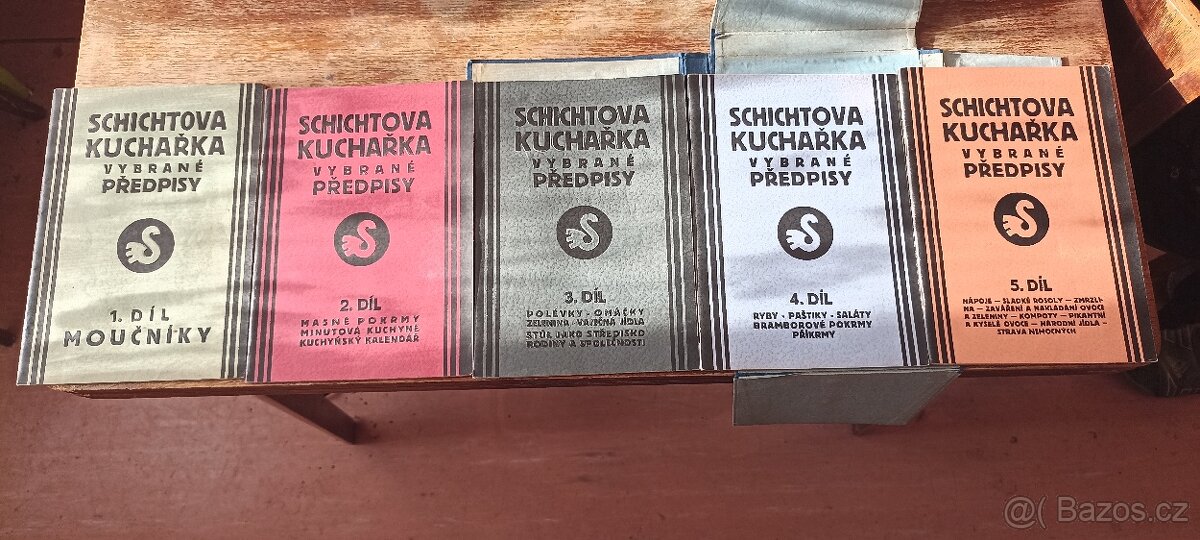 SCHICHTOVA
KUCHAŘKA
VYBRANÉ
PŘEDPISY
1. DÍL
MOUČNÍKY
SCHICHTOVA
KUCHAŘKA
VYBRANÉ
PŘEDPISY
2. DÍL
MASNÉ POKRMY
MINUTOVÁ KUCHYNĚ
KUCHYŇSKÝ KALENDÁŘ
SCHICHTOVA
KUCHAŘKA
VYBRANÉ
PŘEDPISY
3. DÍL
POLÉVKY - OMÁČKY
ZELENINA - VAJEČNÁ JÍDLA
STŮL JAKO STŘEDISKO
RODINY A SPOLEČNOSTI
SCHICHTOVA
KUCHAŘKA
VYBRANÉ
PŘEDPISY
4. DÍL
RYBY - PAŠTIKY - SALÁTY
BRAMBOROVÉ POKRMY
PŘÍKRMY
SCHICHTOVA
KUCHAŘKA
VYBRANÉ
PŘEDPISY
5. DÍL
NÁPOJE — SLADKÉ ROSOLY — ZMRZLI-
NA — ZAVÁŘENÍ A NAKLÁDÁNÍ OVOCE
A ZELENINY — KOMPOTY — PIKANTNÍ
A KYSELÉ OVOCE — NÁRODNÍ JÍDLA -
STRAVA NEMOCNÝCH
@ Bazos.cz